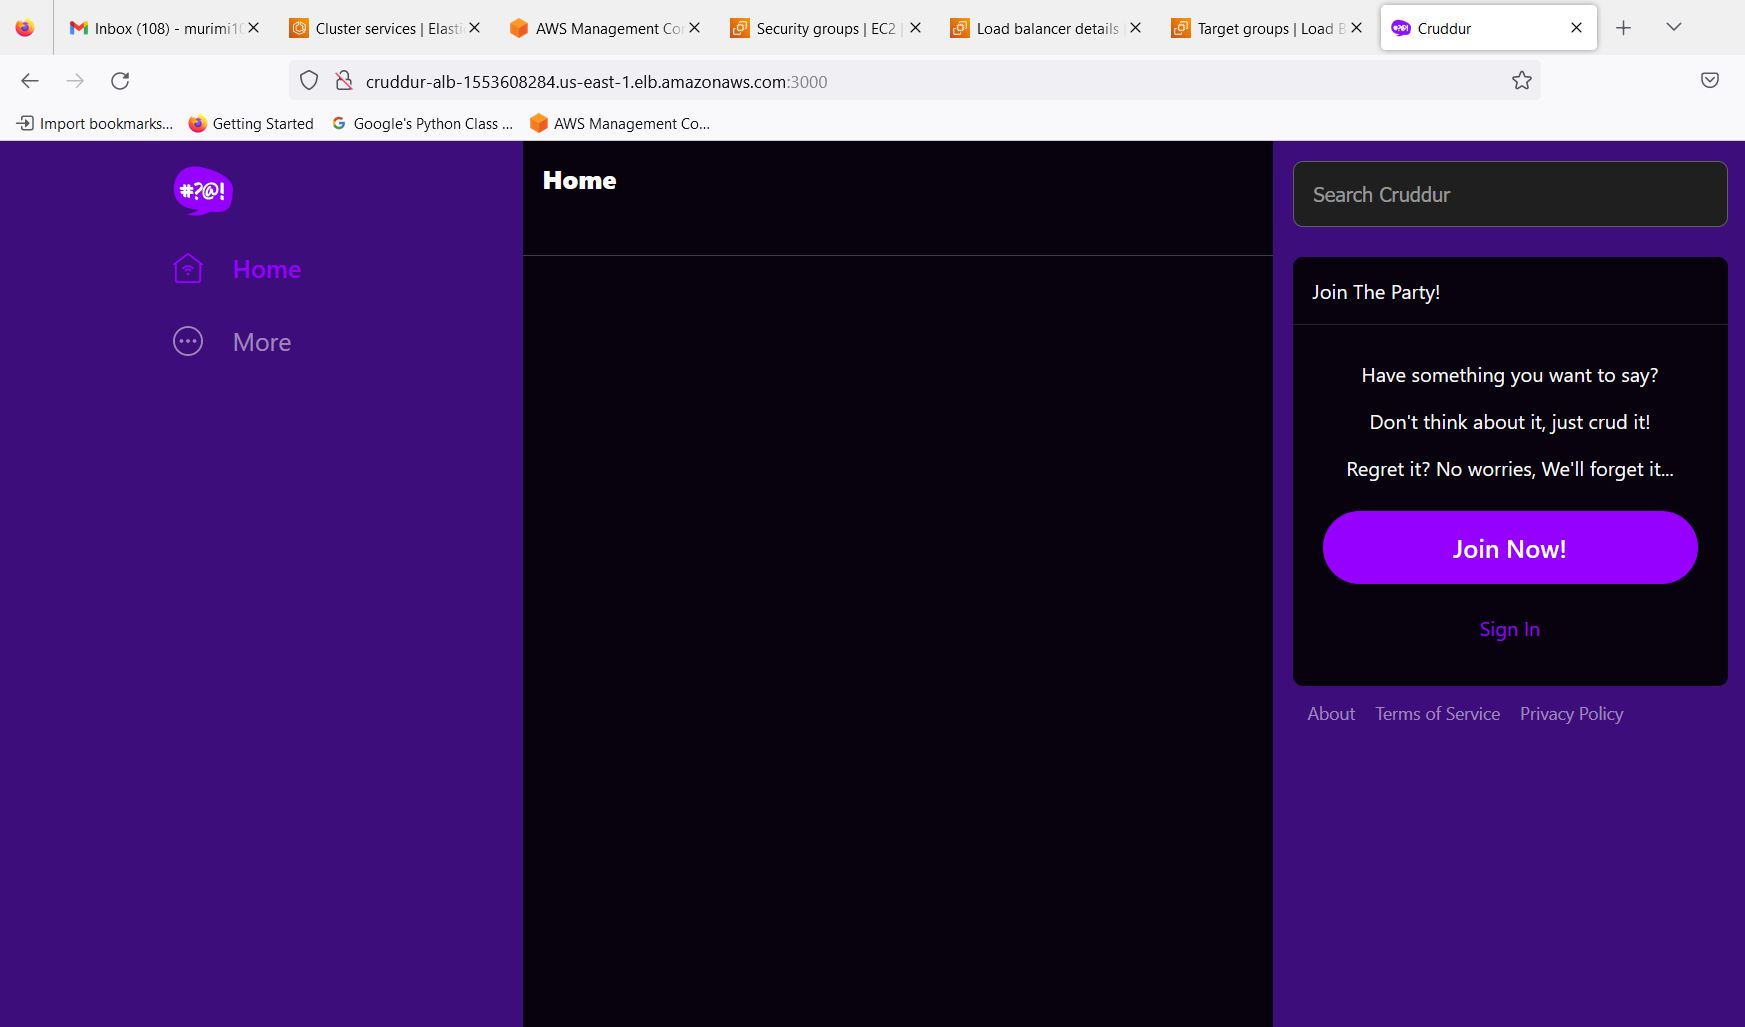 Inbox (108) - murimi10
Cluster services | Elasti
AWS Management Con
Security groups | EC2 |
Load balancer details |
Target groups | Load B
Cruddur
cruddur-alb-1553608284.us-east-1.elb.amazonaws.com:3000
Import bookmarks...
Getting Started
Google's Python Class ...
AWS Management Co...
#?@!
Home
More
Home
Search Cruddur
Join The Party!
Have something you want to say?
Don't think about it, just crud it!
Regret it? No worries, We'll forget it...
Join Now!
Sign In
About Terms of Service Privacy Policy